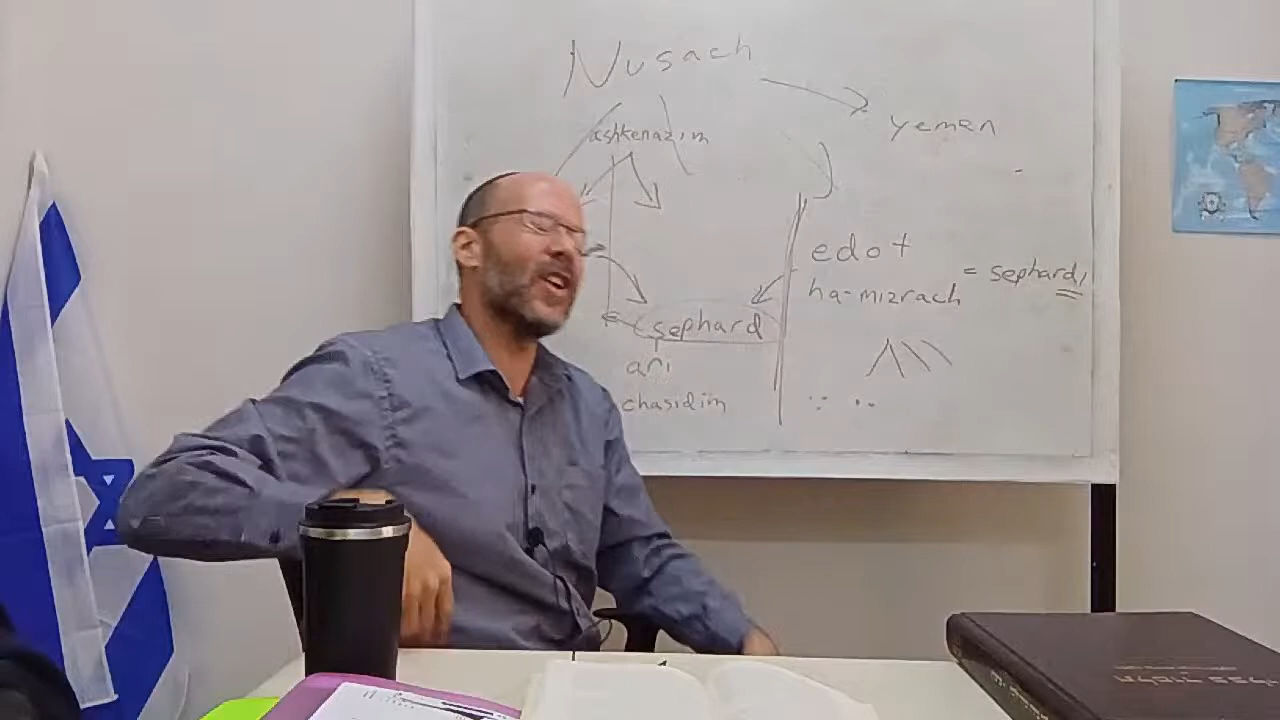 Nusach
ashkenazim
yemen
edot
ha-mizrach = sephardi
sephard
ari
chasidim